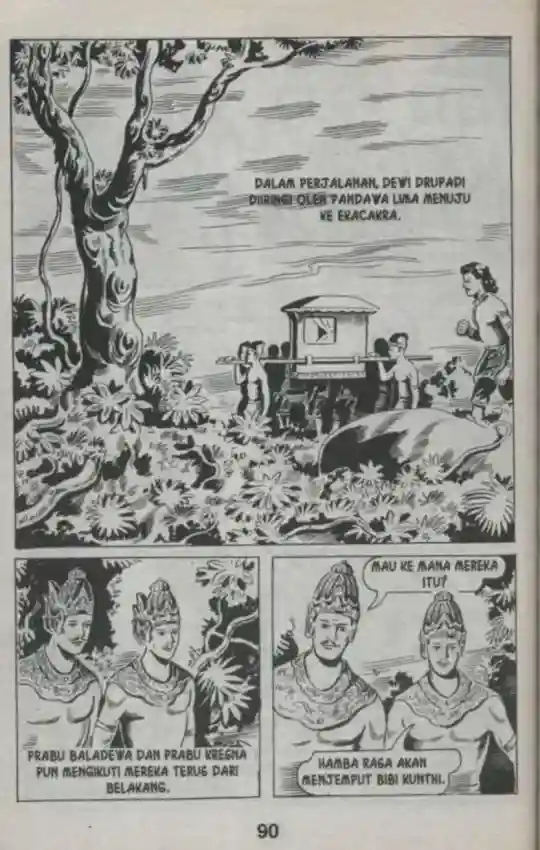 DALAM PERJALANAN, DEWI DRUPADI
DIIRINGI OLEH PANDAWA LIMA MENUJU
KE EKACAKRA.
PRABU BALADEWA DAN PRABU KRESNA
PUN MENGIKUTI MEREKA TERUS DARI
BELAKANG.
MAU KE MANA MEREKA
ITU?
HAMBA RASA AKAN
MENJEMPUT BIBI KUNTHI.
90